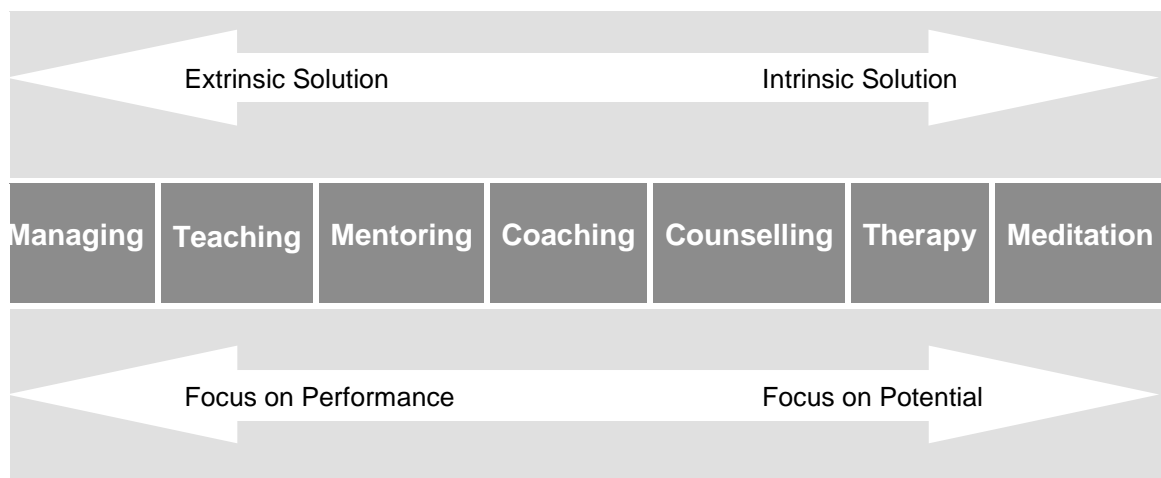 Extrinsic Solution Intrinsic Solution
Managing Teaching Mentoring Coaching Counselling Therapy Meditation
Focus on Performance Focus on Potential